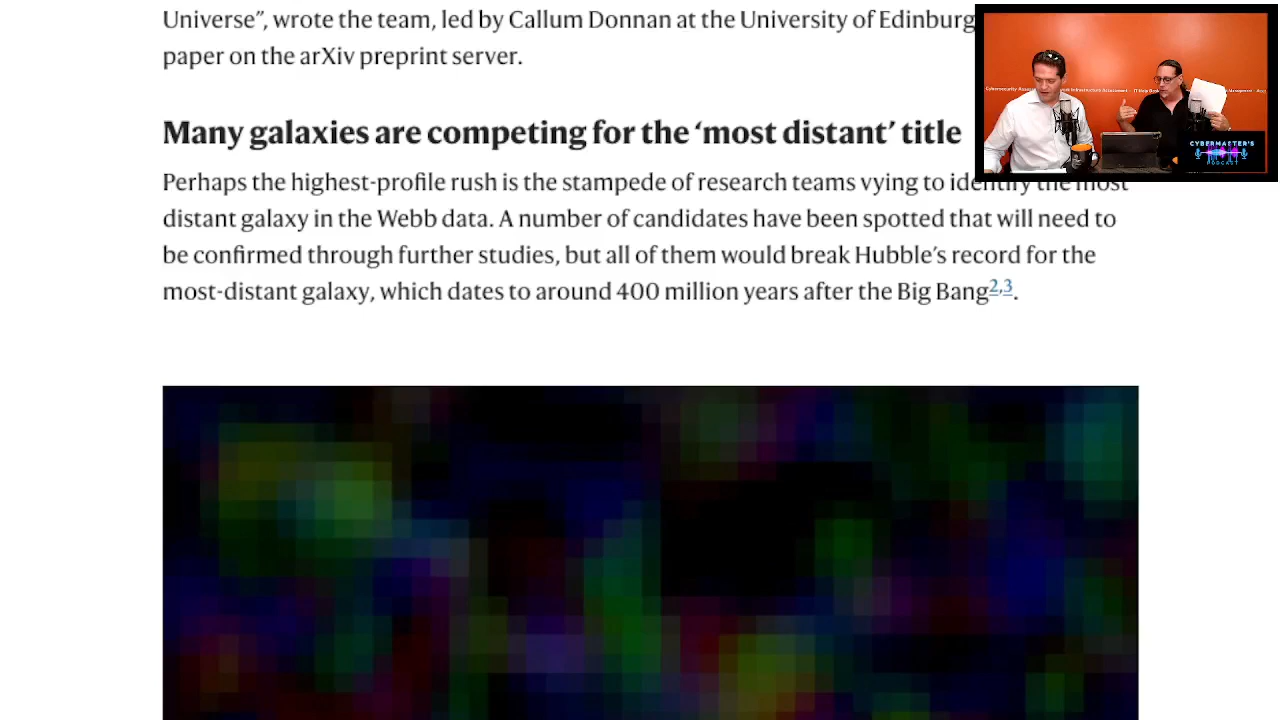 Universe”, wrote the team, led by Callum Donnan at the University of Edinburg
paper on the arXiv preprint server.
Many galaxies are competing for the ‘most distant’ title
Perhaps the highest-profile rush is the stampede of research teams vying to identify the most
distant galaxy in the Webb data. A number of candidates have been spotted that will need to
be confirmed through further studies, but all of them would break Hubble’s record for the
most-distant galaxy, which dates to around 400 million years after the Big Bang2,3.
CYBERMASTER'S
PODCAST